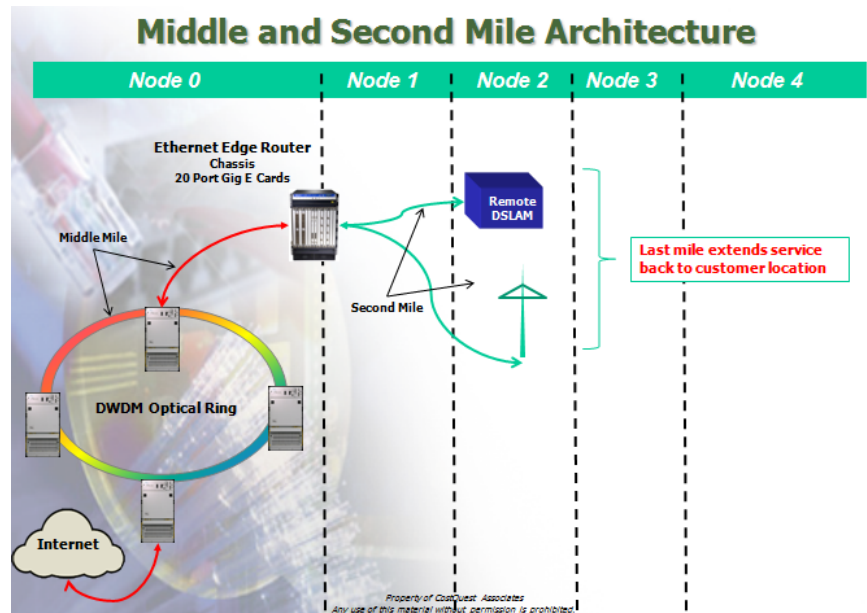 Middle and Second Mile Architecture
Node 0
Node 1
Node 2
Node 3
Node 4
Ethernet Edge Router
Chassis
20 Port Gig E Cards
Remote
DSLAM
Middle Mile
Last mile extends service
back to customer location
Second Mile
DWDM Optical Ring
Internet
Property of CostQuest Associates
Any use of this material without permission is prohibited.